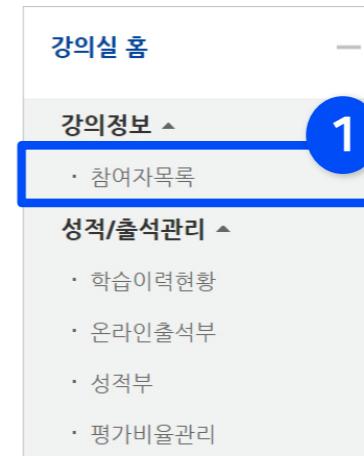 강의실 홈
강의정보
1
· 참여자목록
성적/출석관리
· 학습이력현황
· 온라인출석부
· 성적부
· 평가비율관리